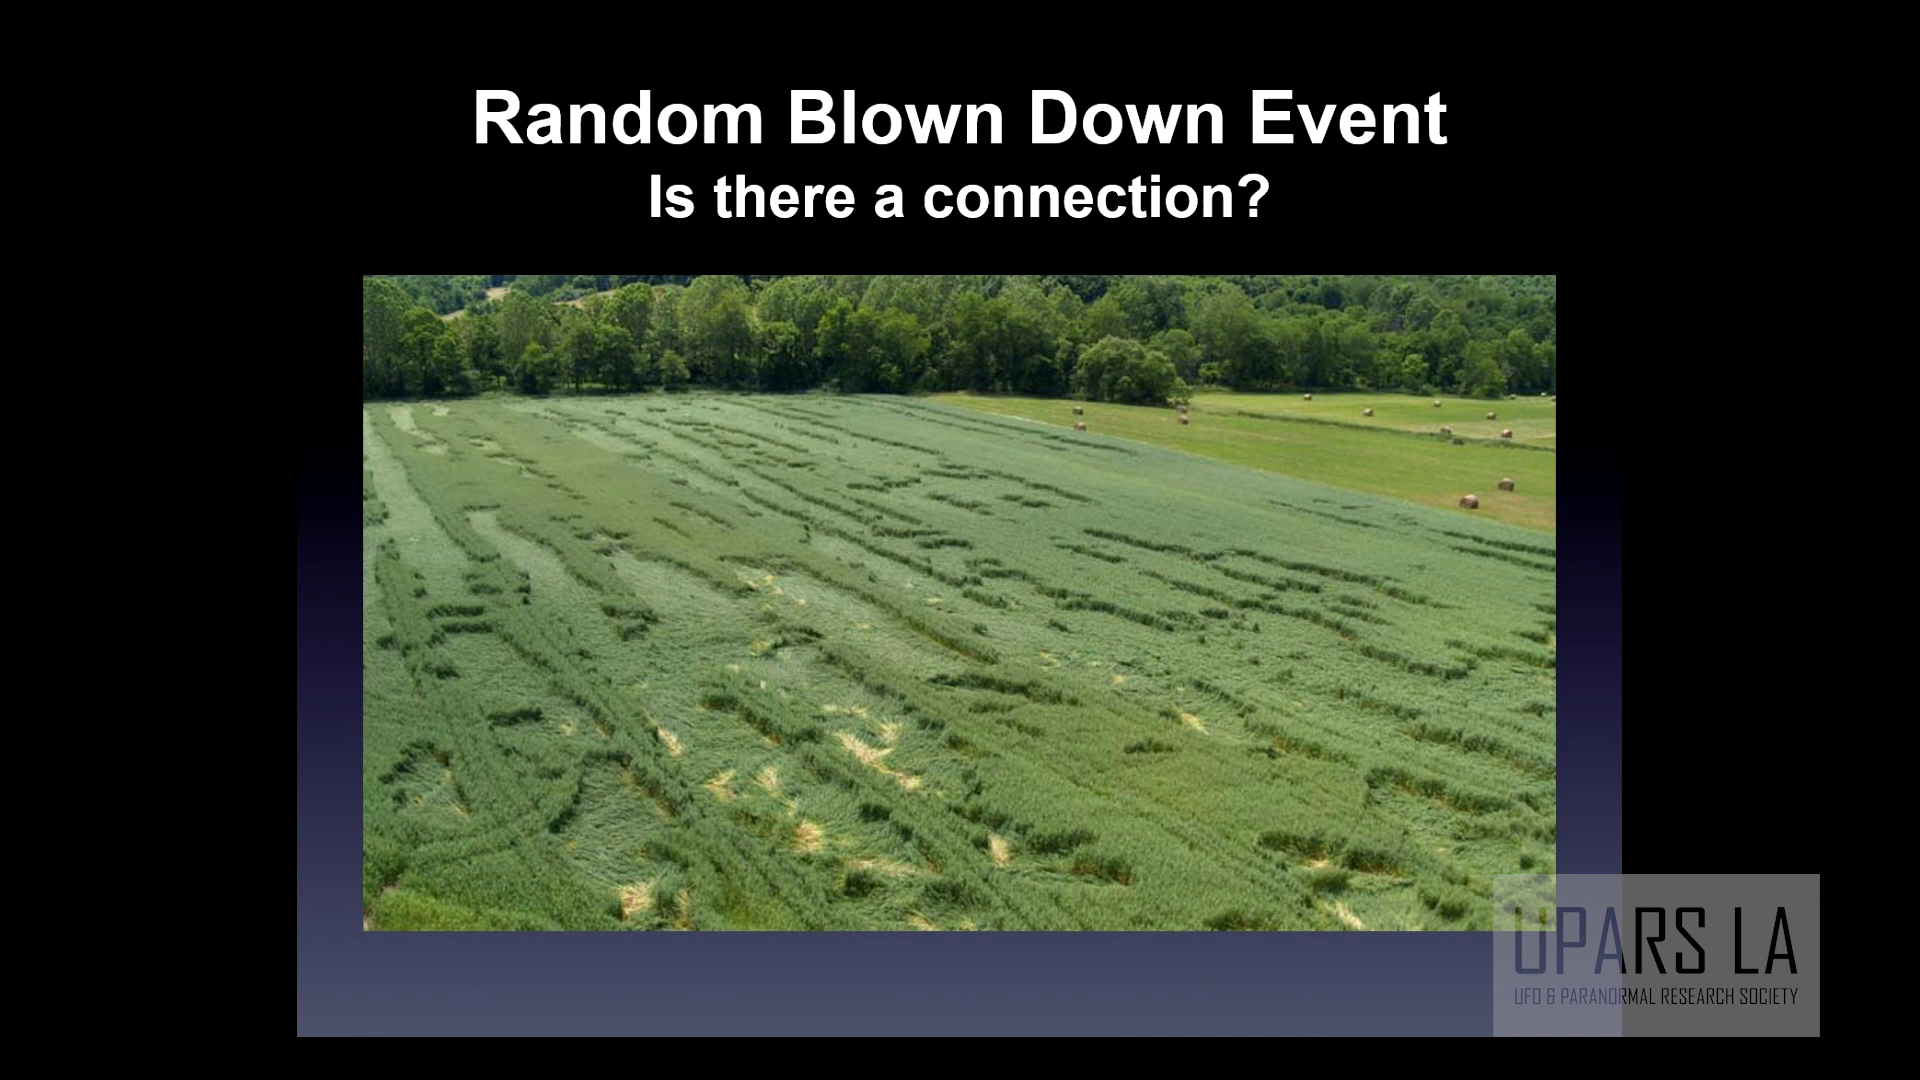 Random Blown Down Event
Is there a connection?
UPARS LA
UFO & PARANORMAL RESEARCH SOCIETY